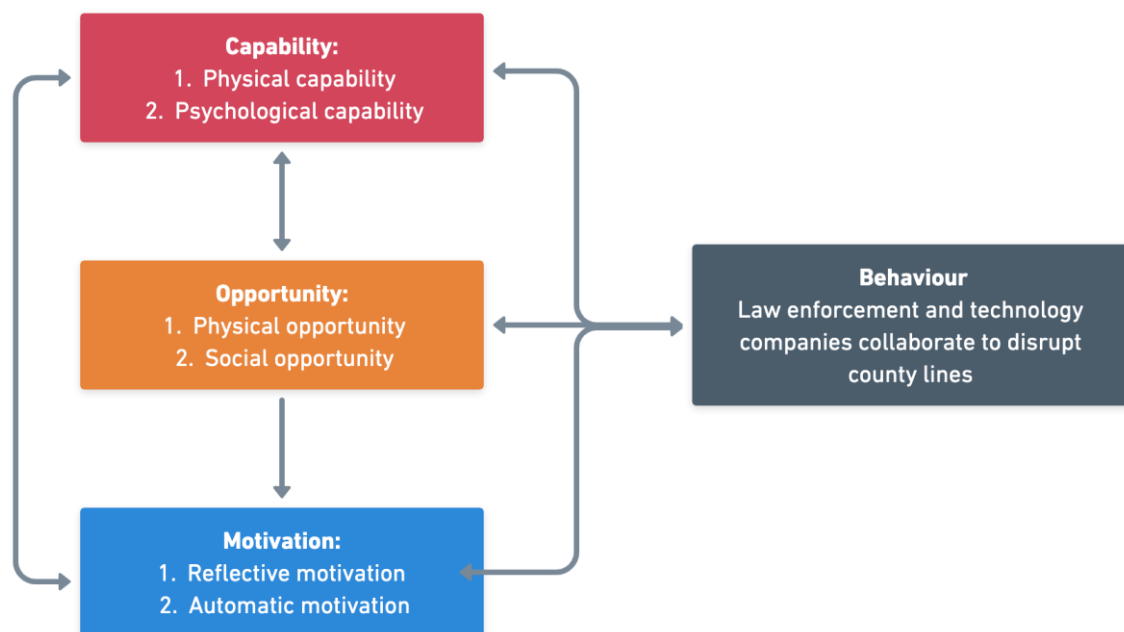 Capability:
1. Physical capability
2. Psychological capability
Opportunity:
1. Physical opportunity
2. Social opportunity
Motivation:
1. Reflective motivation
2. Automatic motivation
Behaviour
Law enforcement and technology
companies collaborate to disrupt
county lines